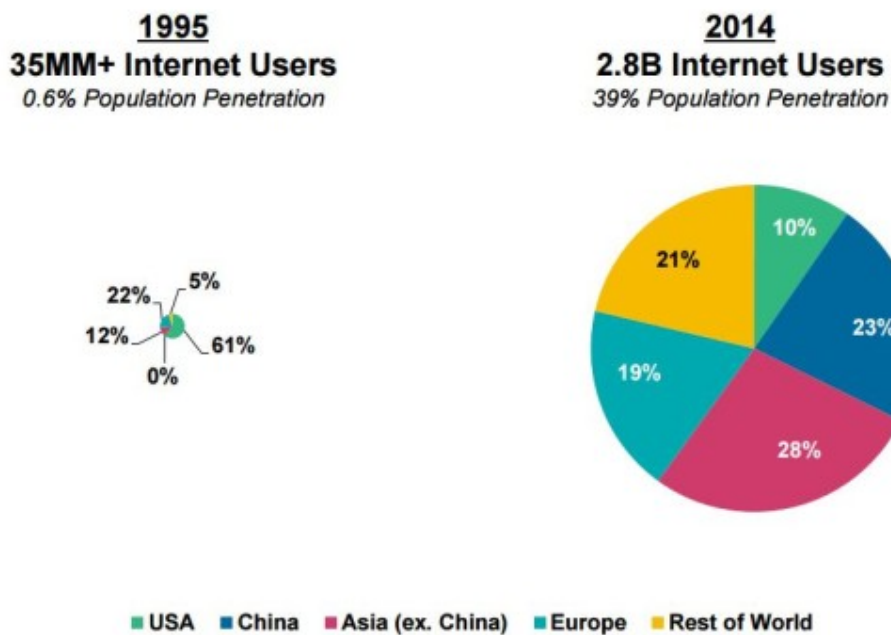 1995
35MM+ Internet Users
0.6% Population Penetration
2014
2.8B Internet Users
39% Population Penetration
22%
5%
12%
61%
0%
10%
21%
23%
19%
28%
USA China Asia (ex. China) Europe Rest of World